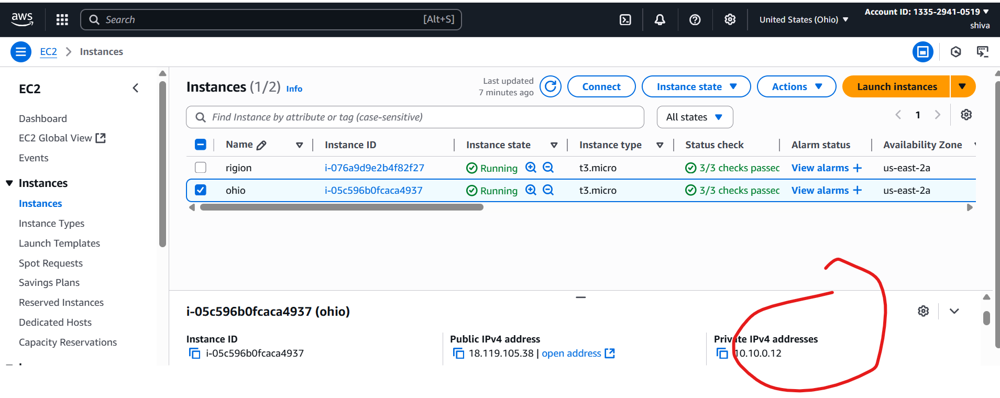 aws
Search [Alt+S]
United States (Ohio)
Account ID: 1335-2941-0519
shiva
EC2 > Instances
EC2
Dashboard
EC2 Global View
Events
Instances
Instances
Instance Types
Launch Templates
Spot Requests
Savings Plans
Reserved Instances
Dedicated Hosts
Capacity Reservations
Instances (1/2) Info
Last updated
7 minutes ago
Connect
Instance state
Actions
Launch instances
Find Instance by attribute or tag (case-sensitive)
All states
1
Name Instance ID Instance state Instance type Status check Alarm status Availability Zone
rigion i-076a9d9e2b4f82f27 Running t3.micro 3/3 checks passec View alarms + us-east-2a
ohio i-05c596b0fcaca4937 Running t3.micro 3/3 checks passec View alarms + us-east-2a
i-05c596b0fcaca4937 (ohio)
Instance ID
i-05c596b0fcaca4937
Public IPv4 address
18.119.105.38 | open address
Private IPv4 addresses
10.10.0.12